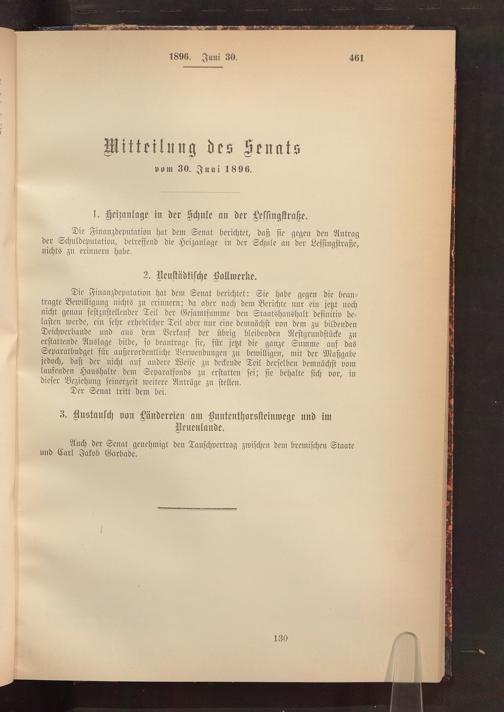 1896. Juni 30.
461
Mitteilung des Senats
vom 30. Juni 1896.
1. Heizanlage in der Schule an der Lessingstraße.
Die Finanzdeputation hat dem Senat berichtet, daß sie gegen den Antrag
der Schuldeputation, betreffend die Heizanlage in der Schule an der Lessingstraße,
nichts zu erinnern habe.
2. Neustädtische Bollwerke.
Die Finanzdeputation hat dem Senat berichtet: Sie habe gegen die bean-
tragte Bewilligung nichts zu erinnern; da aber nach dem Berichte nur ein jetzt noch
nicht genau festzustellender Teil der Gesamtsumme den Staatshaushalt definitiv be-
lasten werde, ein sehr erheblicher Teil aber nur eine demnächst von dem zu bildenden
Deichverbande und aus dem Verkauf der übrig bleibenden Restgrundstücke zu
erstattende Auslage bilde, so beantrage sie, für jetzt die ganze Summe auf das
Separatbudget für außerordentliche Verwendungen zu bewilligen, mit der Maßgabe
jedoch, daß der nicht auf andere Weise zu deckende Teil derselben demnächst vom
laufenden Haushalte dem Separatfonds zu erstatten sei; sie behalte sich vor, in
dieser Beziehung seinerzeit weitere Anträge zu stellen.
Der Senat tritt dem bei.
3. Austausch von Ländereien am Buntenthorsteinwege und im
Neuenlande.
Auch der Senat genehmigt den Tauschvertrag zwischen dem bremischen Staate
und Carl Jakob Garbade.
130